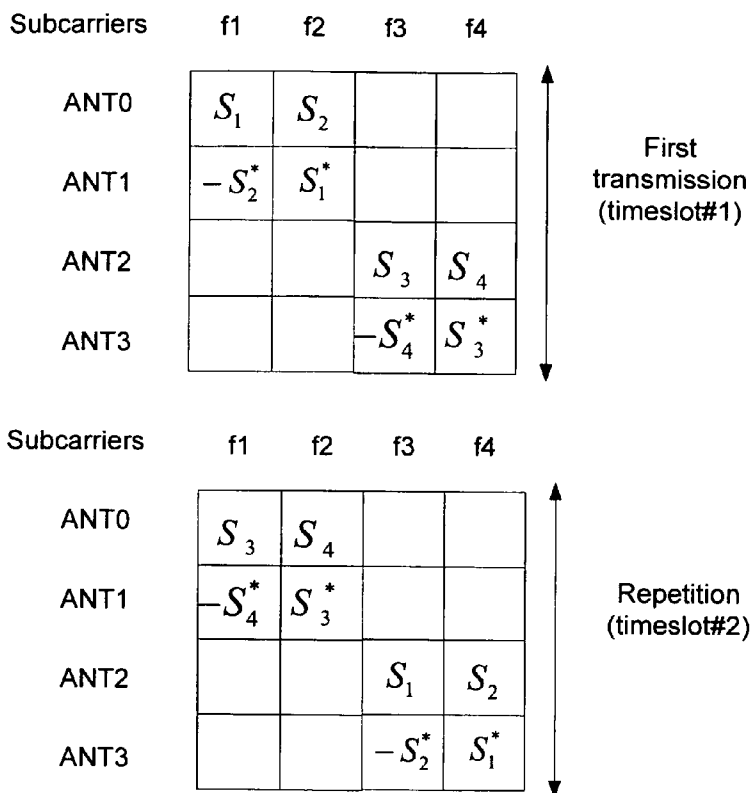 Subcarriers f1 f2 f3 f4
ANT0 S₁ S₂
ANT1 −S₂* S₁*
ANT2 S₃ S₄
ANT3 −S₄* S₃*
First
transmission
(timeslot#1)
Subcarriers f1 f2 f3 f4
ANT0 S₃ S₄
ANT1 −S₄* S₃*
ANT2 S₁ S₂
ANT3 −S₂* S₁*
Repetition
(timeslot#2)